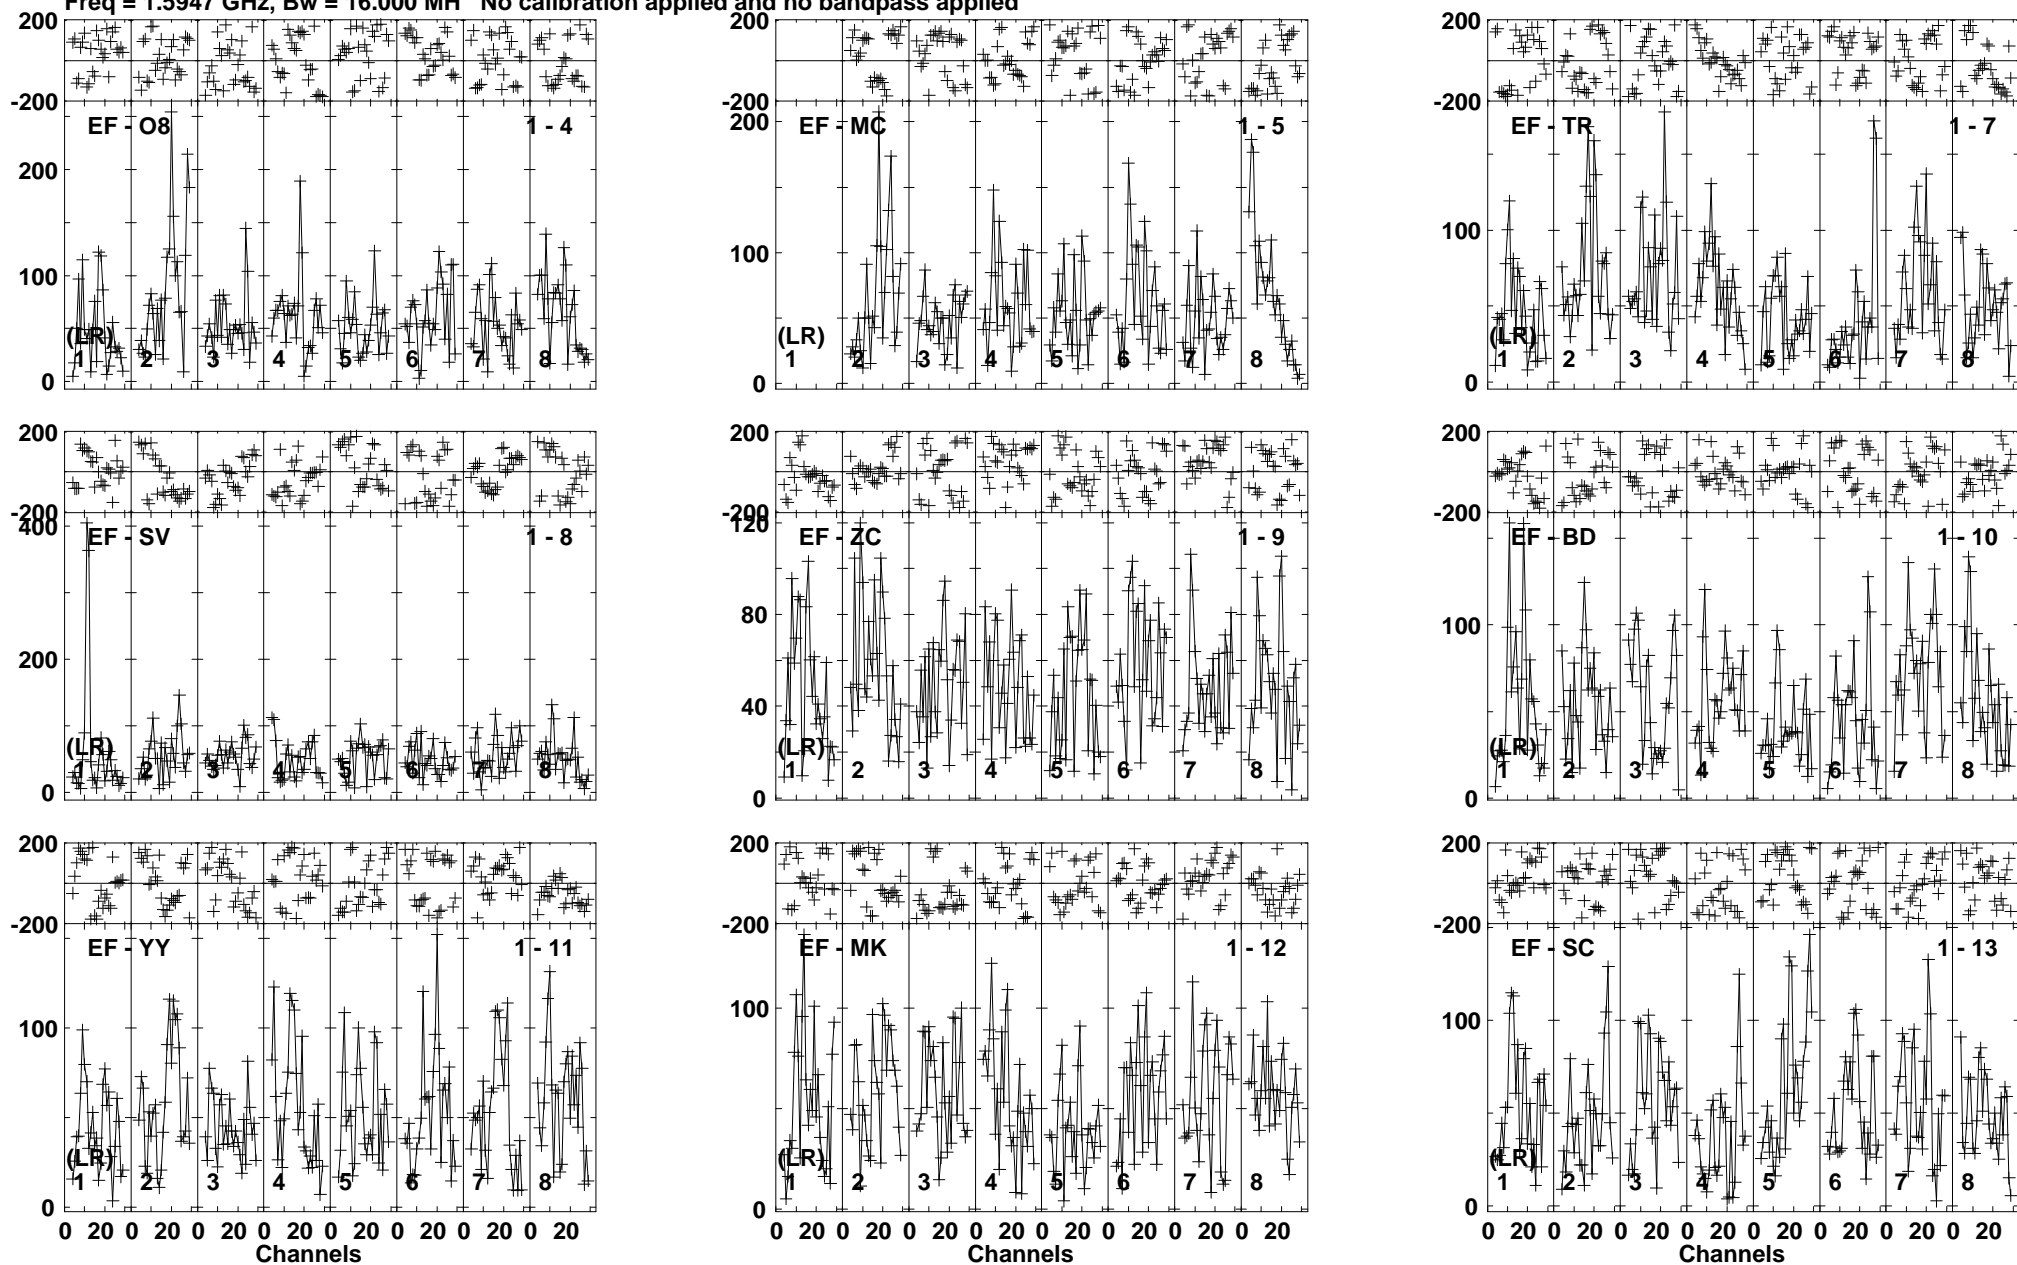 Freq = 1.5947 GHz, Bw = 16.000 MH   No calibration applied and no bandpass applied
200 200 200
-200 -200 -200
EF - O8 1 - 4 EF - MC 1 - 5 EF - TR 1 - 7
200 200
200
100 100 100
(LR) (LR) (LR)
1 2 3 4 5 6 7 8 1 2 3 4 5 6 7 8 1 2 3 4 5 6 7 8
0 0 0
200 200 200
-200 -200 -200
400 120
EF - SV 1 - 8 EF - ZC 1 - 9 EF - BD 1 - 10
200 80 100
40
(LR) (LR) (LR)
1 2 3 4 5 6 7 8 1 2 3 4 5 6 7 8 1 2 3 4 5 6 7 8
0 0 0
200 200 200
-200 -200 -200
EF - YY 1 - 11 EF - MK 1 - 12 EF - SC 1 - 13
100 100 100
(LR) (LR) (LR)
1 2 3 4 5 6 7 8 1 2 3 4 5 6 7 8 1 2 3 4 5 6 7 8
0 0 0
0 20 0 20 0 20 0 20 0 20 0 20 0 20 0 20 0 20 0 20 0 20 0 20 0 20 0 20 0 20 0 20 0 20 0 20 0 20 0 20 0 20 0 20 0 20 0 20
Channels Channels Channels